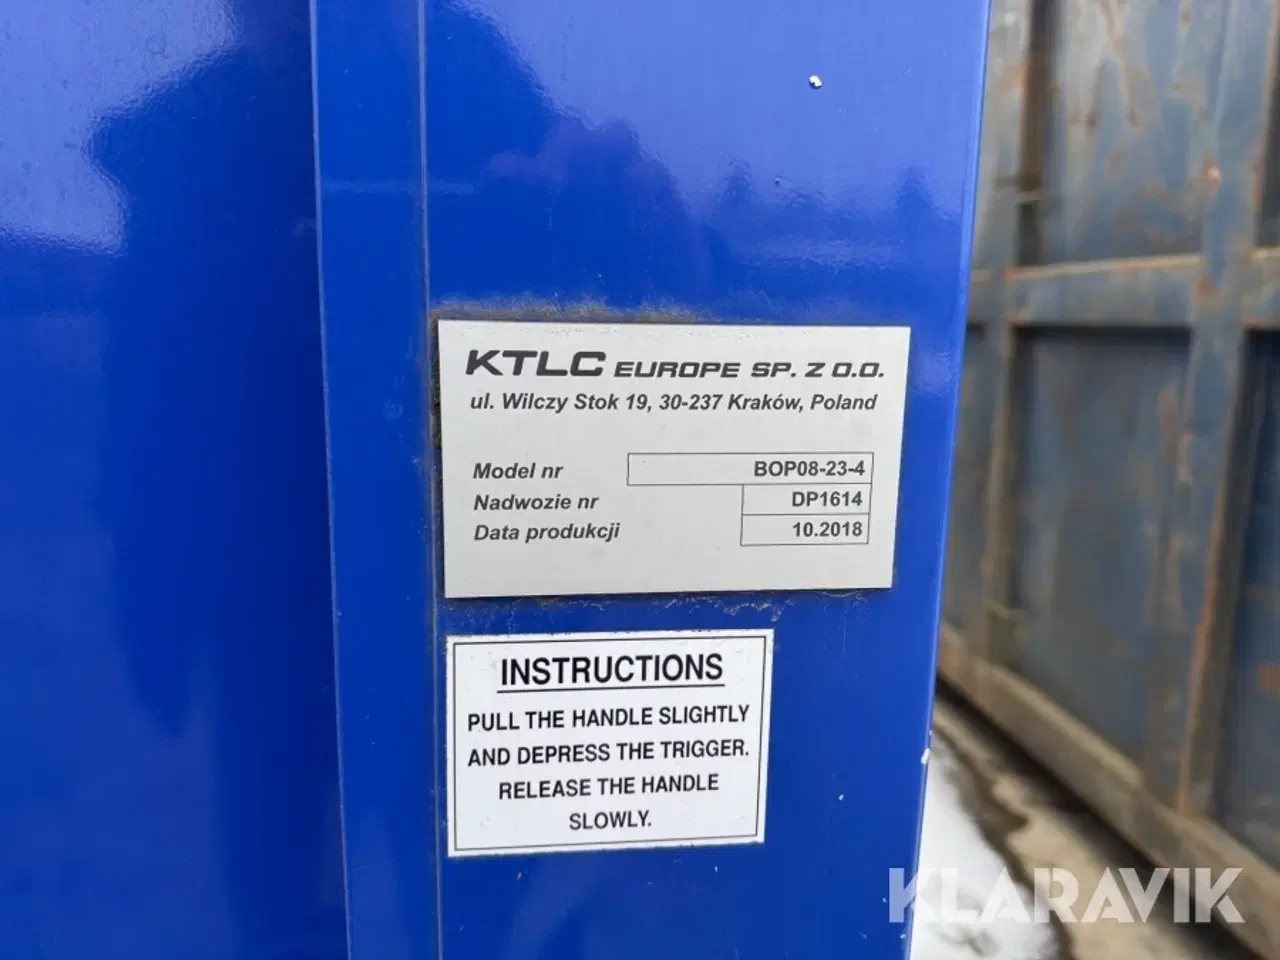 KTLC EUROPE SP. Z O.O.
ul. Wilczy Stok 19, 30-237 Kraków, Poland
Model nr BOP08-23-4
Nadwozie nr DP1614
Data produkcji 10.2018
INSTRUCTIONS
PULL THE HANDLE SLIGHTLY
AND DEPRESS THE TRIGGER.
RELEASE THE HANDLE
SLOWLY.
KLARAVIK